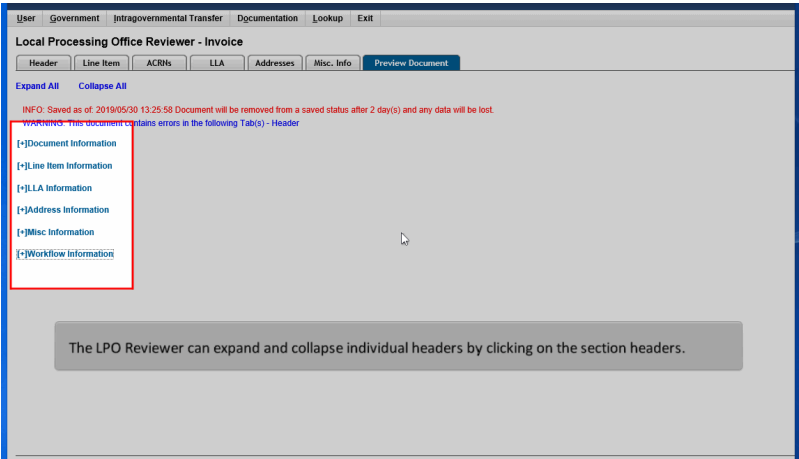 User Government Intragovernmental Transfer Documentation Lookup Exit
Local Processing Office Reviewer - Invoice
Header Line Item ACRNs LLA Addresses Misc. Info Preview Document
Expand All Collapse All
INFO: Saved as of: 2019/05/30 13:25:58 Document will be removed from a saved status after 2 day(s) and any data will be lost.
WARNING: This document contains errors in the following Tab(s) - Header
[+]Document Information
[+]Line Item Information
[+]LLA Information
[+]Address Information
[+]Misc Information
[+]Workflow Information
The LPO Reviewer can expand and collapse individual headers by clicking on the section headers.